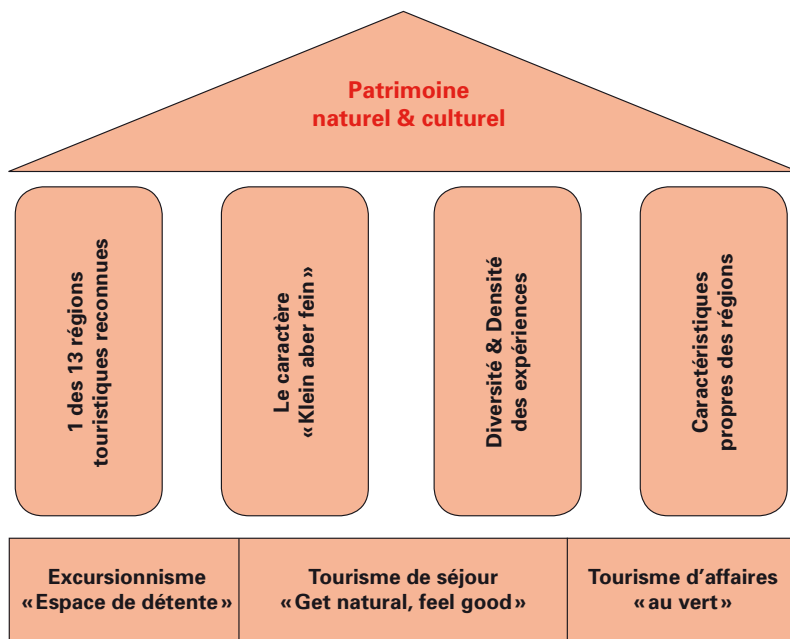 Patrimoine
naturel & culturel
1 des 13 régions
touristiques reconnues
Le caractère
« Klein aber fein »
Diversité & Densité
des expériences
Caractéristiques
propres des régions
Excursionnisme
« Espace de détente »
Tourisme de séjour
« Get natural, feel good »
Tourisme d’affaires
« au vert »